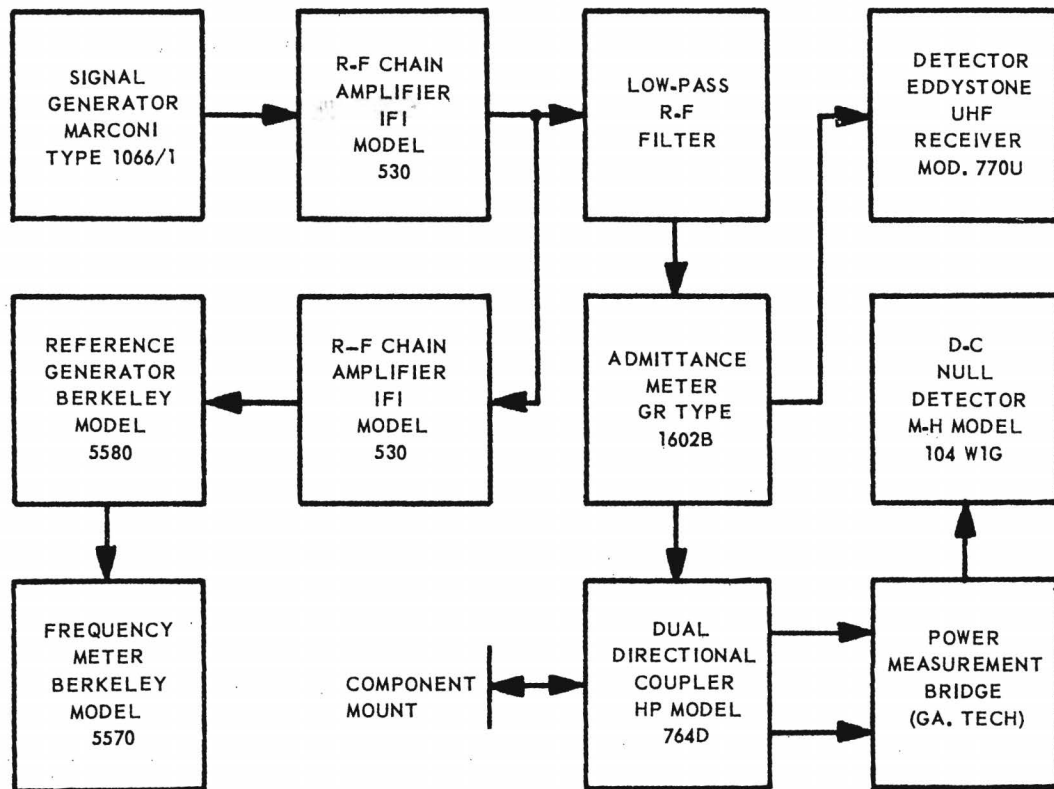 SIGNAL
GENERATOR
MARCONI
TYPE 1066/1
R-F CHAIN
AMPLIFIER
IFI
MODEL
530
LOW-PASS
R-F
FILTER
DETECTOR
EDDYSTONE
UHF
RECEIVER
MOD. 770U
REFERENCE
GENERATOR
BERKELEY
MODEL
5580
R-F CHAIN
AMPLIFIER
IFI
MODEL
530
ADMITTANCE
METER
GR TYPE
1602B
D-C
NULL
DETECTOR
M-H MODEL
104 W1G
FREQUENCY
METER
BERKELEY
MODEL
5570
COMPONENT
MOUNT
DUAL
DIRECTIONAL
COUPLER
HP MODEL
764D
POWER
MEASUREMENT
BRIDGE
(GA. TECH)